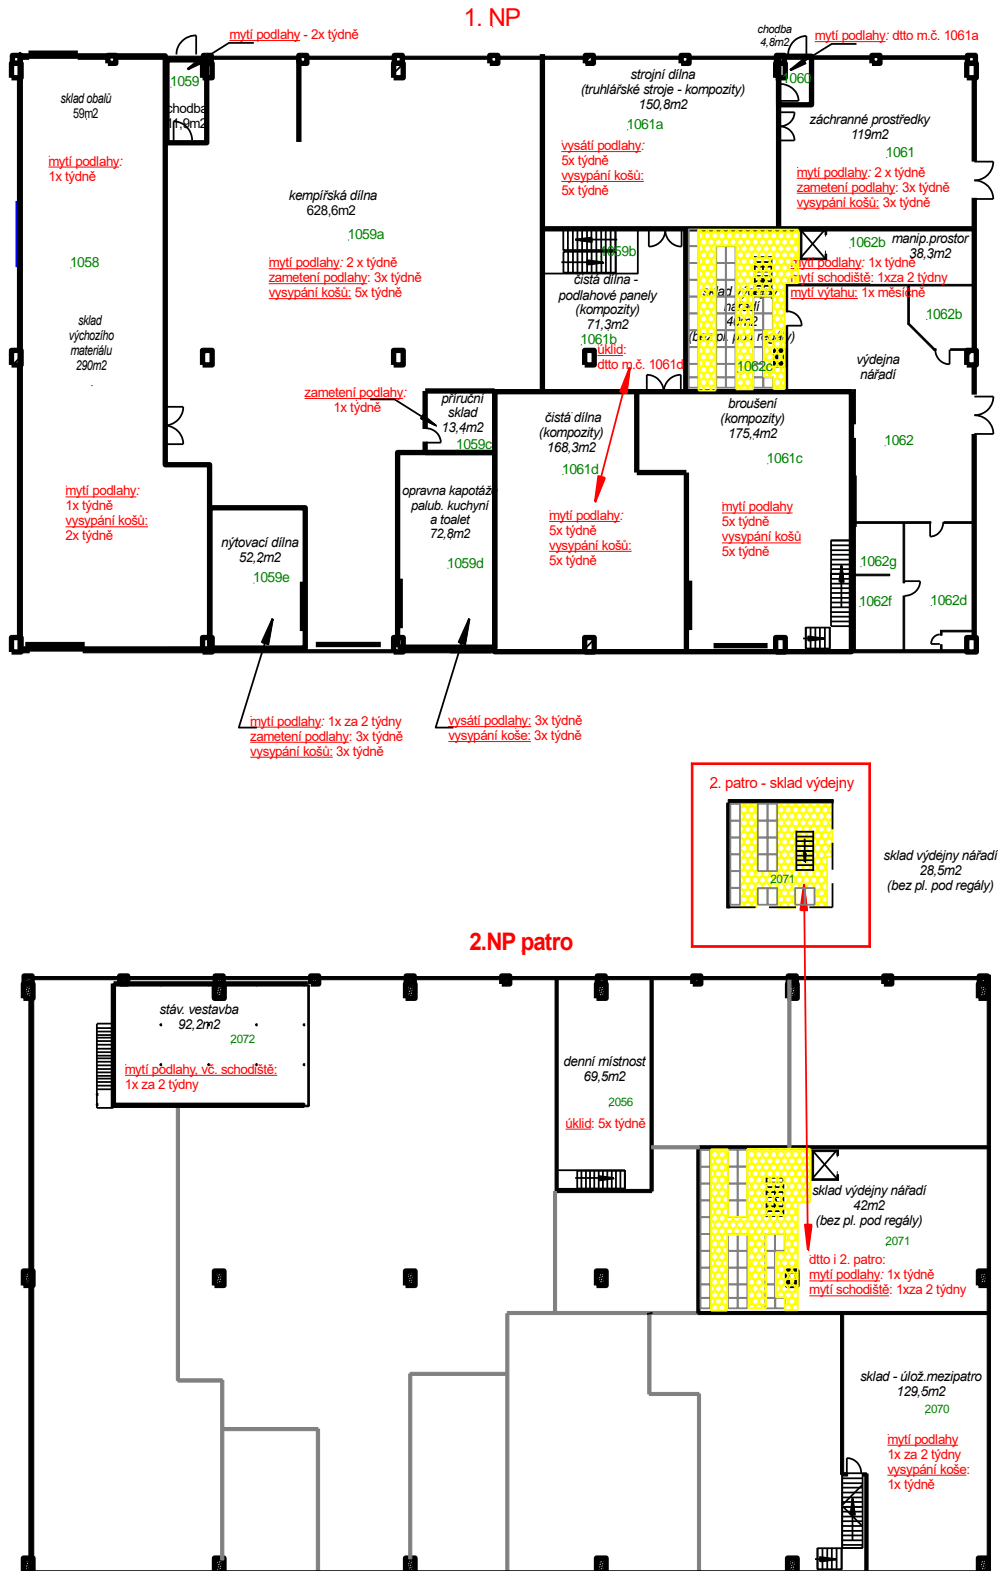 1. NP
mytí podlahy - 2x týdně
chodba
4,8m2
mytí podlahy: dtto m.č. 1061a
sklad obalů
59m2
1059
chodba
11,9m2
mytí podlahy:
1x týdně
1058
sklad
výchozího
materiálu
290m2
mytí podlahy:
1x týdně
vysypání košů:
2x týdně
kempířská dílna
628,6m2
1059a
mytí podlahy: 2 x týdně
zametení podlahy: 3x týdně
vysypání košů: 5x týdně
strojní dílna
(truhlářské stroje - kompozity)
150,8m2
1061a
vysátí podlahy:
5x týdně
vysypání košů:
5x týdně
1060
záchranné prostředky
119m2
1061
mytí podlahy: 2 x týdně
zametení podlahy: 3x týdně
vysypání košů: 3x týdně
1059b
čistá dílna -
podlahové panely
(kompozity)
71,3m2
1061b
úklid:
dtto m.č. 1061d
1062b
manip.prostor
38,3m2
mytí podlahy: 1x týdně
mytí schodiště: 1xza 2 týdny
mytí výtahu: 1x měsíčně
sklad
nářadí
(bez pl. pod regály)
1062c
1062b
výdejna
nářadí
1062
zametení podlahy:
1x týdně
příruční
sklad
13,4m2
1059c
čistá dílna
(kompozity)
168,3m2
1061d
mytí podlahy:
5x týdně
vysypání košů:
5x týdně
broušení
(kompozity)
175,4m2
1061c
mytí podlahy
5x týdně
vysypání košů
5x týdně
opravna kapotáže
palub. kuchyní
a toalet
72,8m2
1059d
nýtovací dílna
52,2m2
1059e
1062g
1062f
1062d
mytí podlahy: 1x za 2 týdny
zametení podlahy: 3x týdně
vysypání košů: 3x týdně
vysátí podlahy: 3x týdně
vysypání koše: 3x týdně
2. patro - sklad výdejny
2071
sklad výdejny nářadí
28,5m2
(bez pl. pod regály)
2.NP patro
stáv. vestavba
92,2m2
2072
mytí podlahy, vč. schodiště:
1x za 2 týdny
denní místnost
69,5m2
2056
úklid: 5x týdně
sklad výdejny nářadí
42m2
(bez pl. pod regály)
2071
dtto i 2. patro:
mytí podlahy: 1x týdně
mytí schodiště: 1xza 2 týdny
sklad - úlož.mezipatro
129,5m2
2070
mytí podlahy
1x za 2 týdny
vysypání koše:
1x týdně